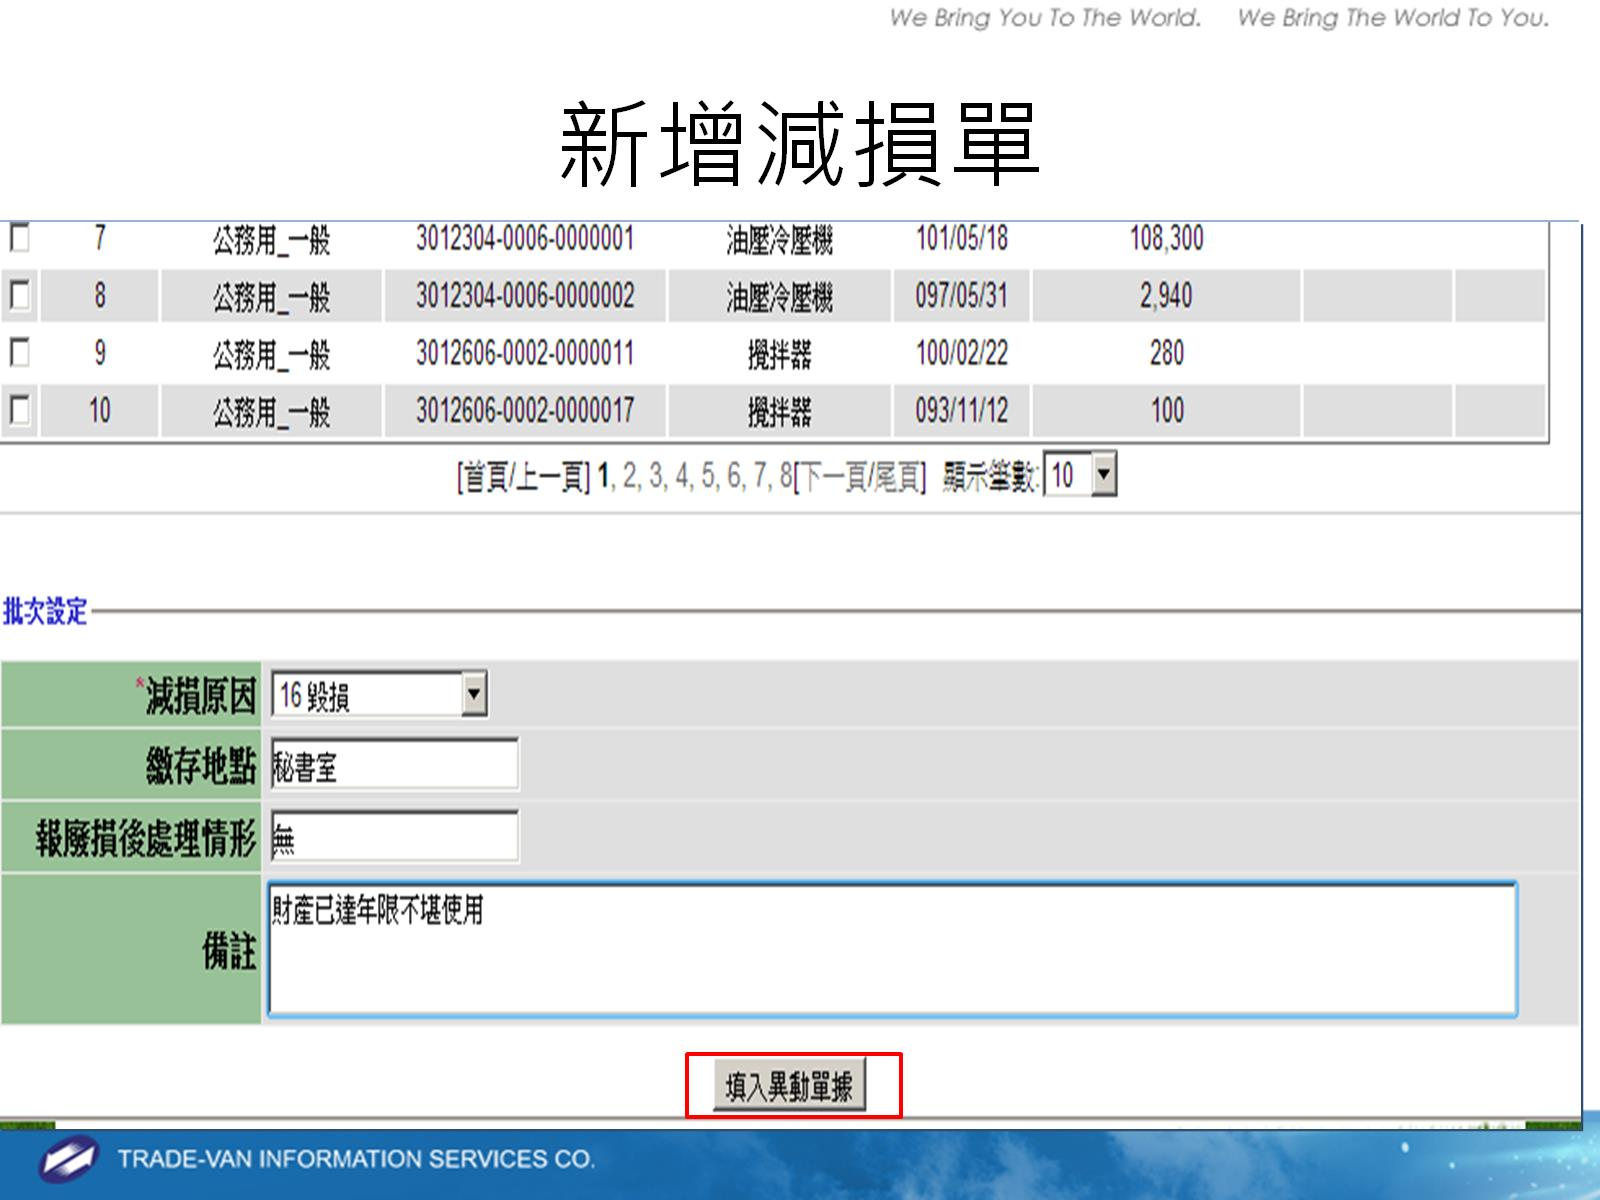 We Bring You To The World. We Bring The World To You.
新增減損單
7 公務用_一般 3012304-0006-0000001 油壓冷壓機 101/05/18 108,300
8 公務用_一般 3012304-0006-0000002 油壓冷壓機 097/05/31 2,940
9 公務用_一般 3012606-0002-0000011 攪拌器 100/02/22 280
10 公務用_一般 3012606-0002-0000017 攪拌器 093/11/12 100
[首頁/上一頁] 1, 2, 3, 4, 5, 6, 7, 8[下一頁/尾頁] 顯示筆數: 10
批次設定
*減損原因 16 毀損
繳存地點 秘書室
報廢損後處理情形 無
備註 財產已達年限不堪使用
填入異動單據
TRADE-VAN INFORMATION SERVICES CO.